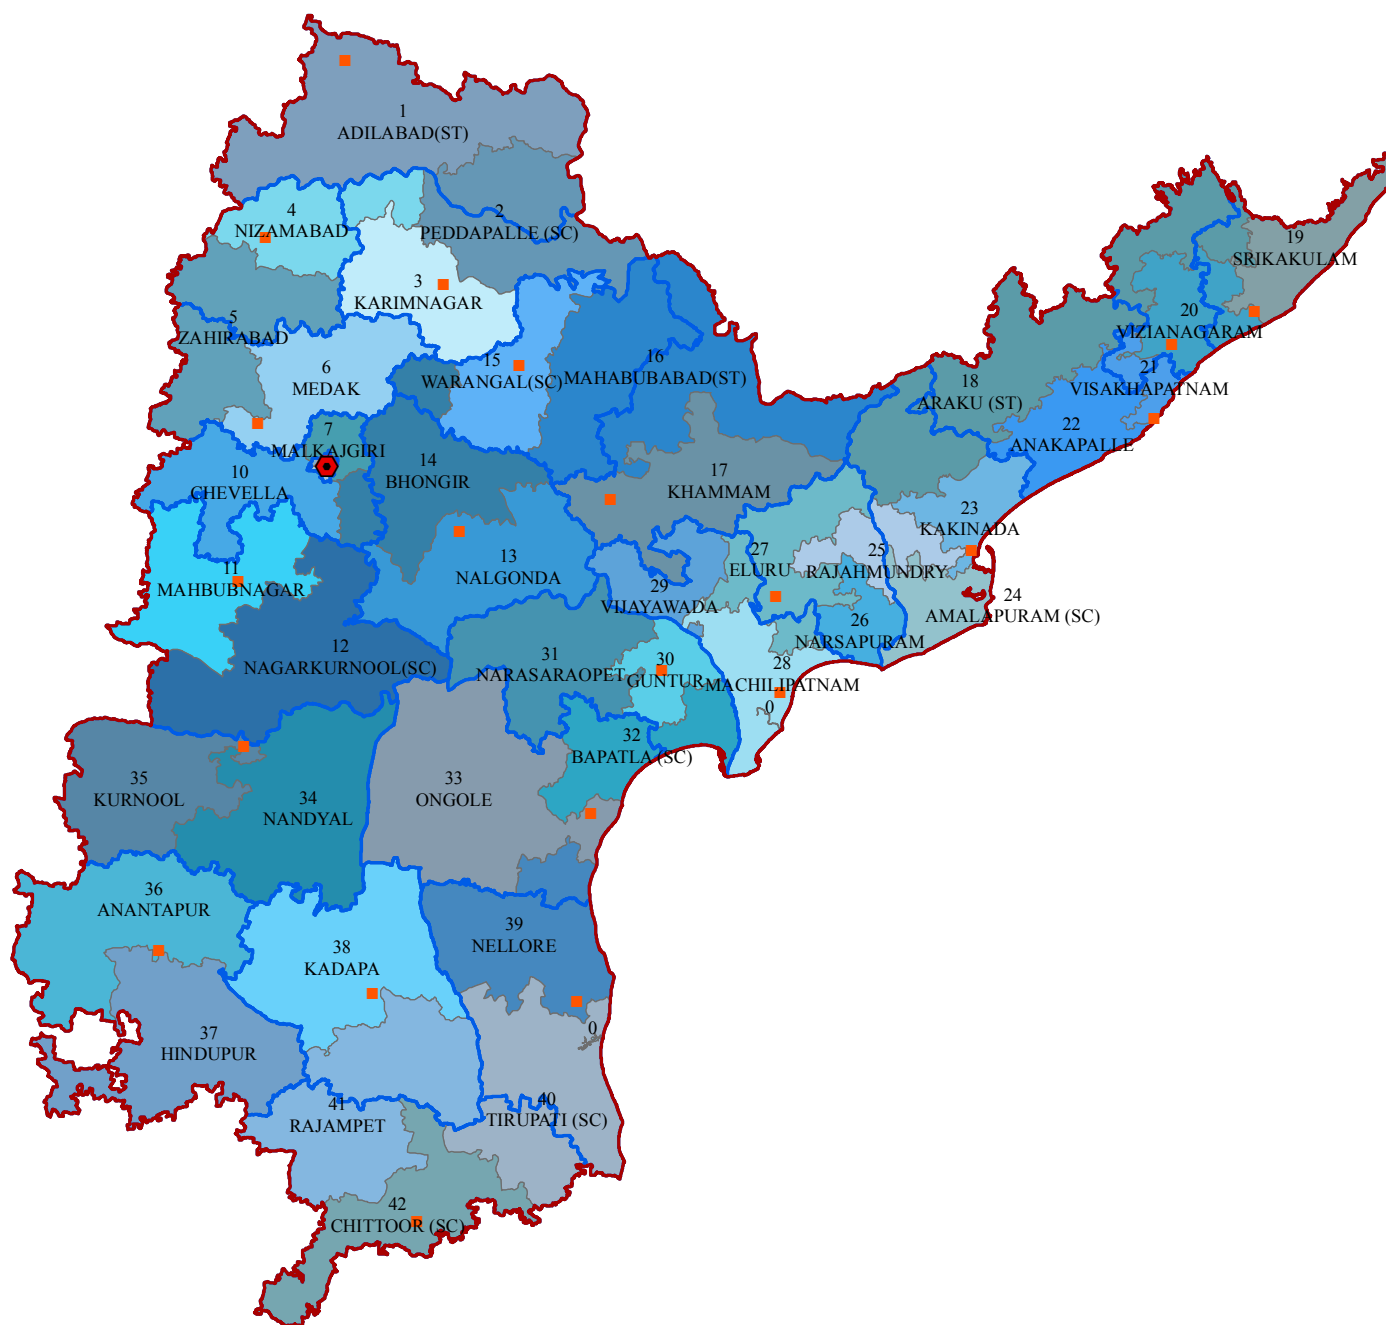 1
ADILABAD(ST)
2
PEDDAPALLE (SC)
4
NIZAMABAD
3
KARIMNAGAR
5
ZAHIRABAD
6
MEDAK
15
WARANGAL(SC)
16
MAHABUBABAD(ST)
7
MALKAJGIRI
10
CHEVELLA
14
BHONGIR
17
KHAMMAM
18
ARAKU (ST)
19
SRIKAKULAM
20
VIZIANAGARAM
21
VISAKHAPATNAM
22
ANAKAPALLE
23
KAKINADA
11
MAHBUBNAGAR
13
NALGONDA
29
VIJAYAWADA
27
ELURU
25
RAJAHMUNDRY
24
AMALAPURAM (SC)
26
NARSAPURAM
12
NAGARKURNOOL(SC)
31
NARASARAOPET
30
GUNTUR
28
MACHILIPATNAM
0
32
BAPATLA (SC)
35
KURNOOL
34
NANDYAL
33
ONGOLE
36
ANANTAPUR
38
KADAPA
39
NELLORE
0
37
HINDUPUR
41
RAJAMPET
40
TIRUPATI (SC)
42
CHITTOOR (SC)